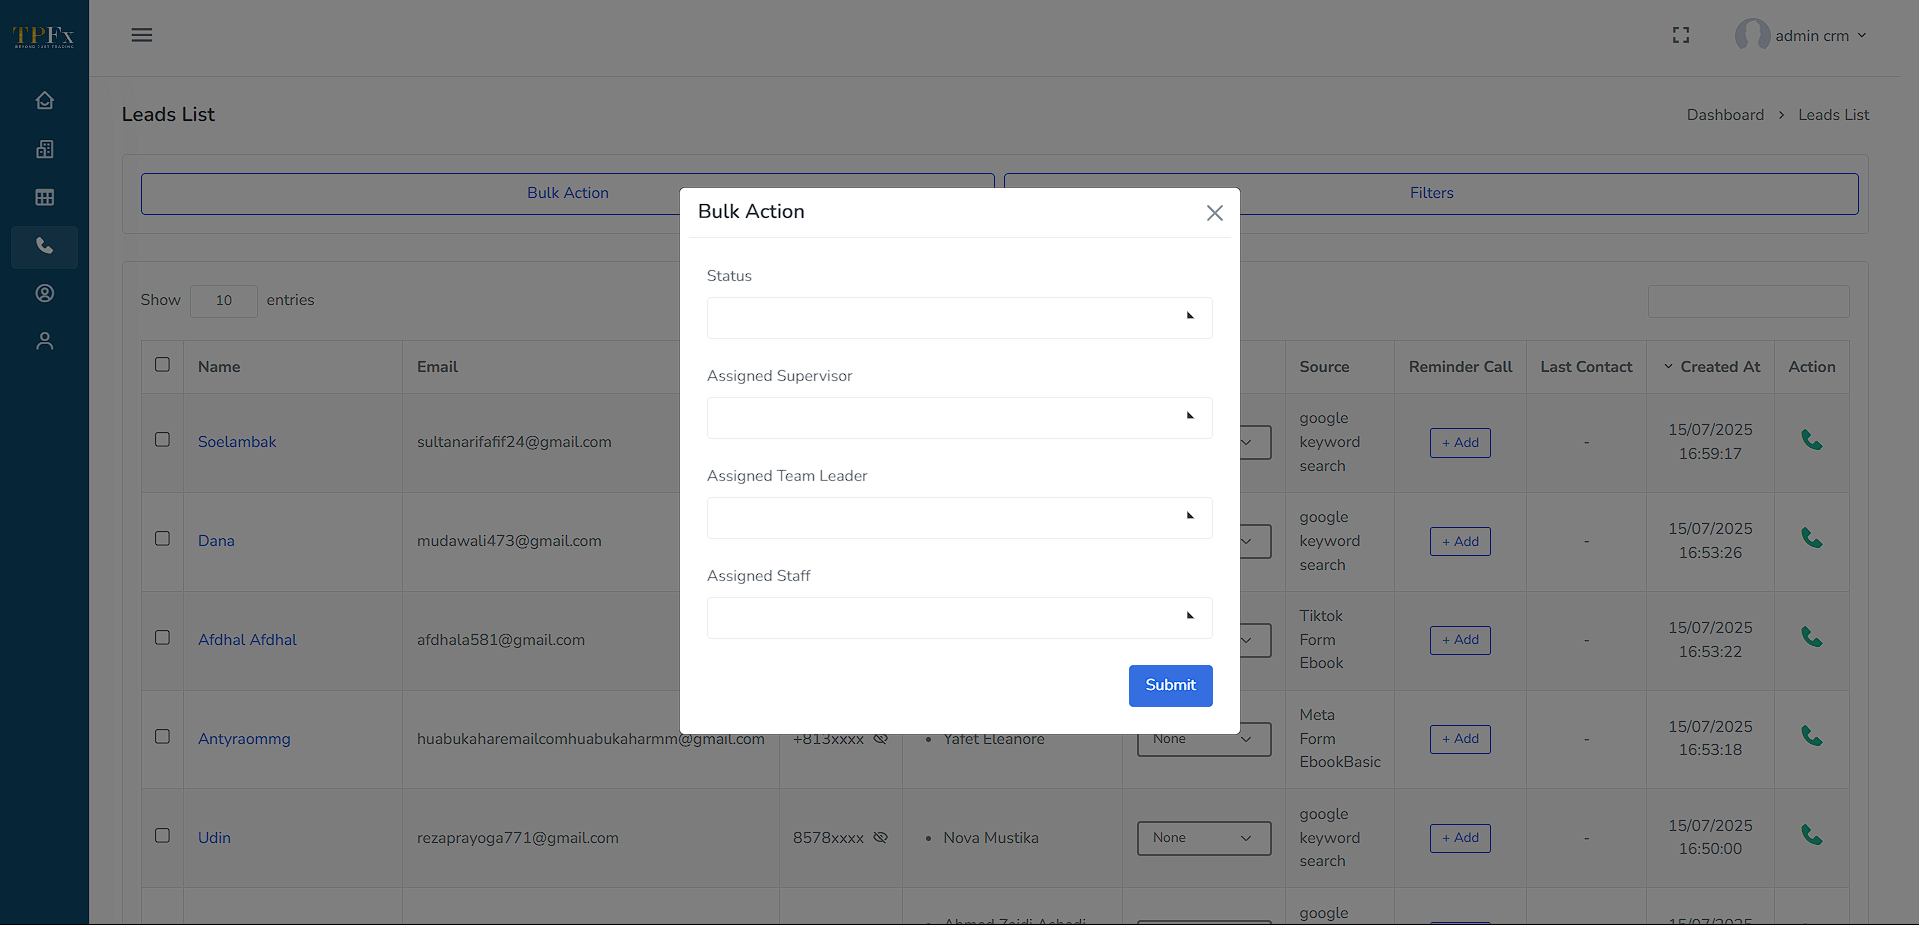 TPFx
BEYOND JUST TRADING
admin crm
Leads List
Dashboard > Leads List
Bulk Action
Filters
Bulk Action
Status
Assigned Supervisor
Assigned Team Leader
Assigned Staff
Submit
Show 10 entries
Name Email Source Reminder Call Last Contact Created At Action
Soelambak sultanarifafif24@gmail.com google keyword search + Add - 15/07/2025 16:59:17
Dana mudawali473@gmail.com google keyword search + Add - 15/07/2025 16:53:26
Afdhal Afdhal afdhala581@gmail.com Tiktok Form Ebook + Add - 15/07/2025 16:53:22
Antyraommg huabukaharemailcomhuabukaharmm@gmail.com +813xxxx • Yafet Eleanore None Meta Form EbookBasic + Add - 15/07/2025 16:53:18
Udin rezaprayoga771@gmail.com 8578xxxx • Nova Mustika None google keyword search + Add - 15/07/2025 16:50:00
google